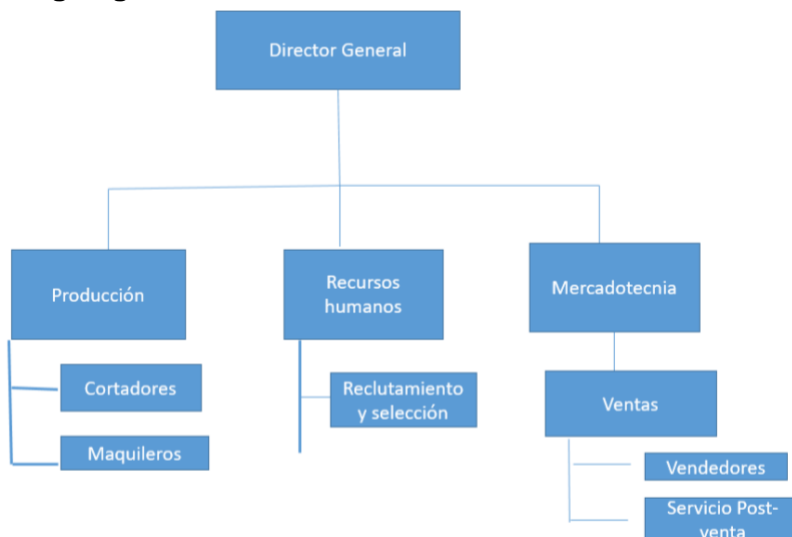 Director General
Producción
Recursos
humanos
Mercadotecnia
Cortadores
Maquileros
Reclutamiento
y selección
Ventas
Vendedores
Servicio Post-
venta